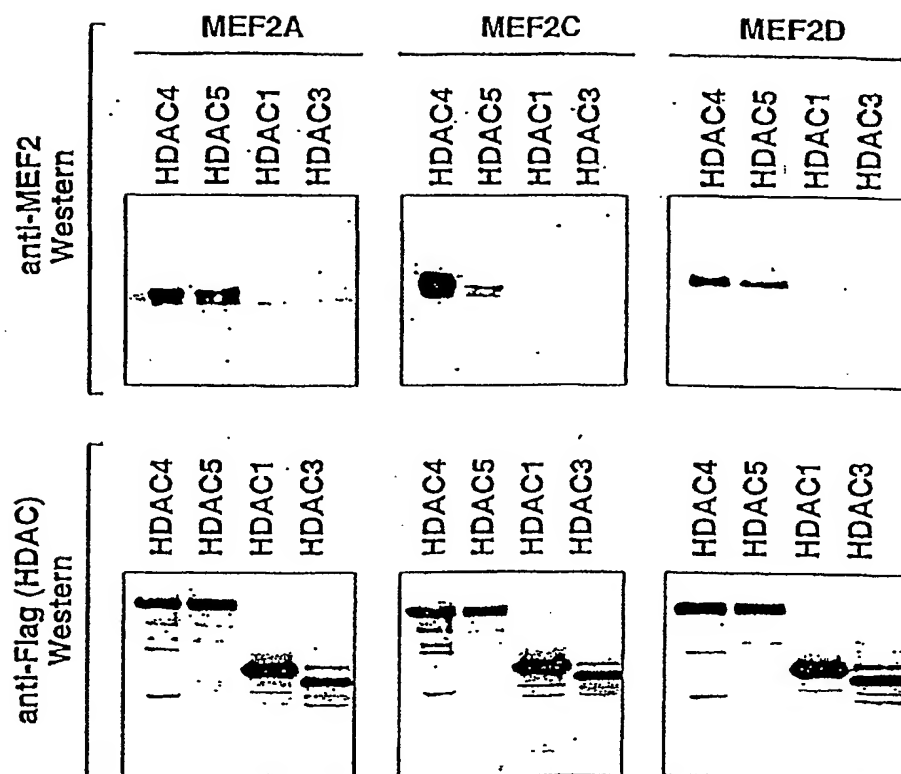 MEF2A MEF2C MEF2D
HDAC4 HDAC5 HDAC1 HDAC3 HDAC4 HDAC5 HDAC1 HDAC3 HDAC4 HDAC5 HDAC1 HDAC3
anti-MEF2
Western
HDAC4 HDAC5 HDAC1 HDAC3 HDAC4 HDAC5 HDAC1 HDAC3 HDAC4 HDAC5 HDAC1 HDAC3
anti-Flag (HDAC)
Western